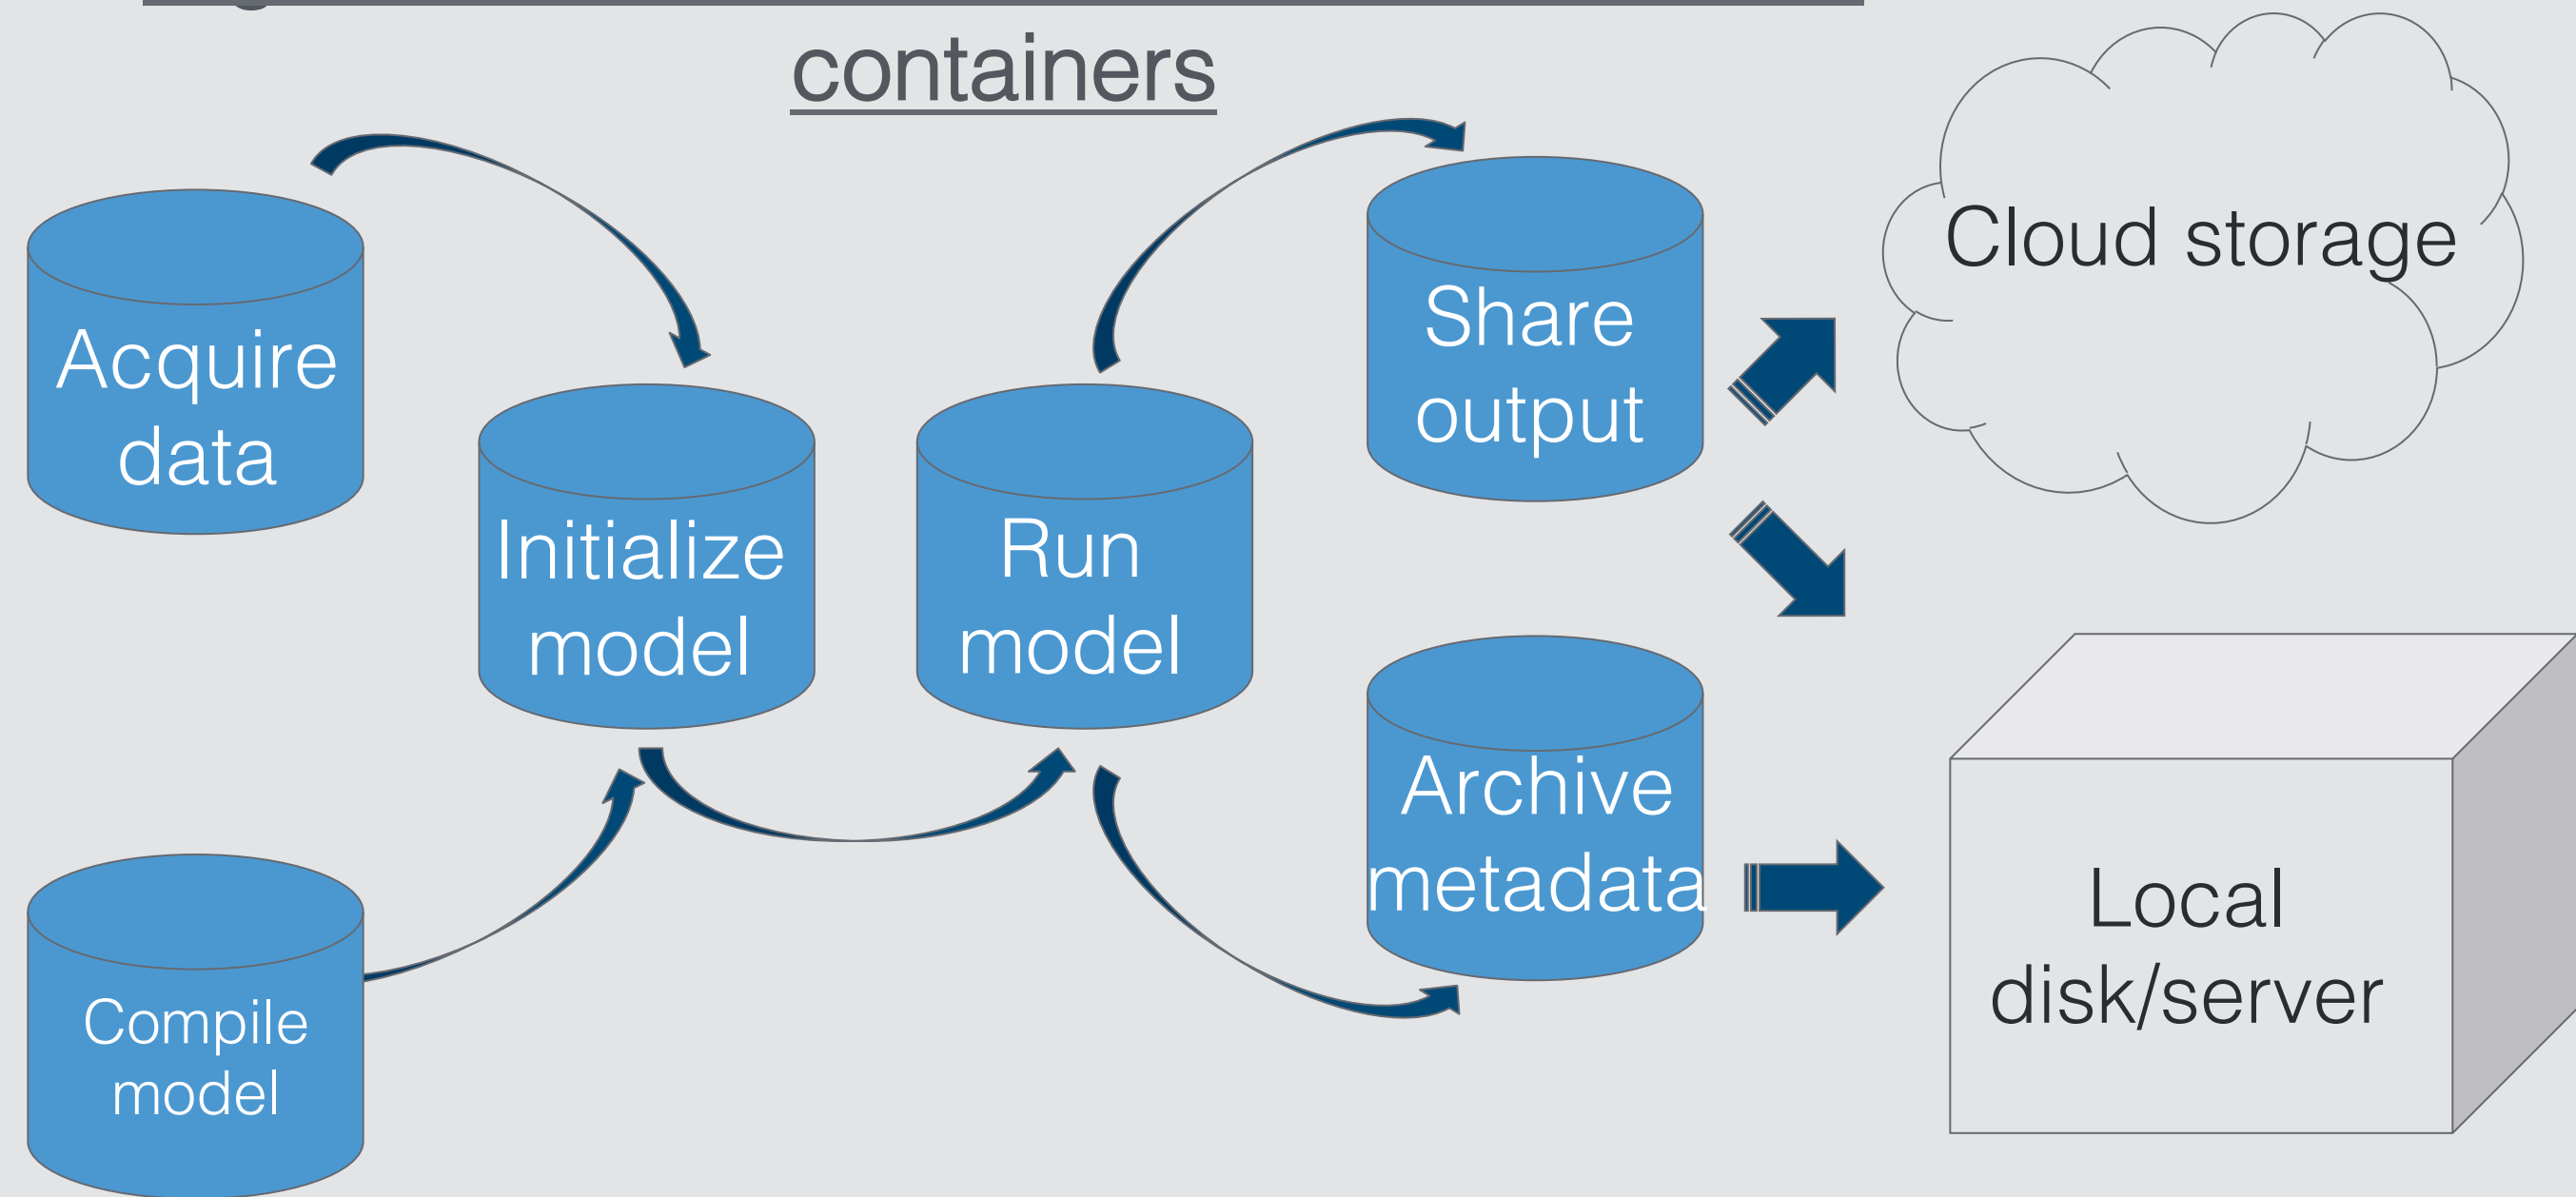 containers
Acquire
data
Initialize
model
Run
model
Share
output
Cloud storage
Compile
model
Archive
metadata
Local
disk/server